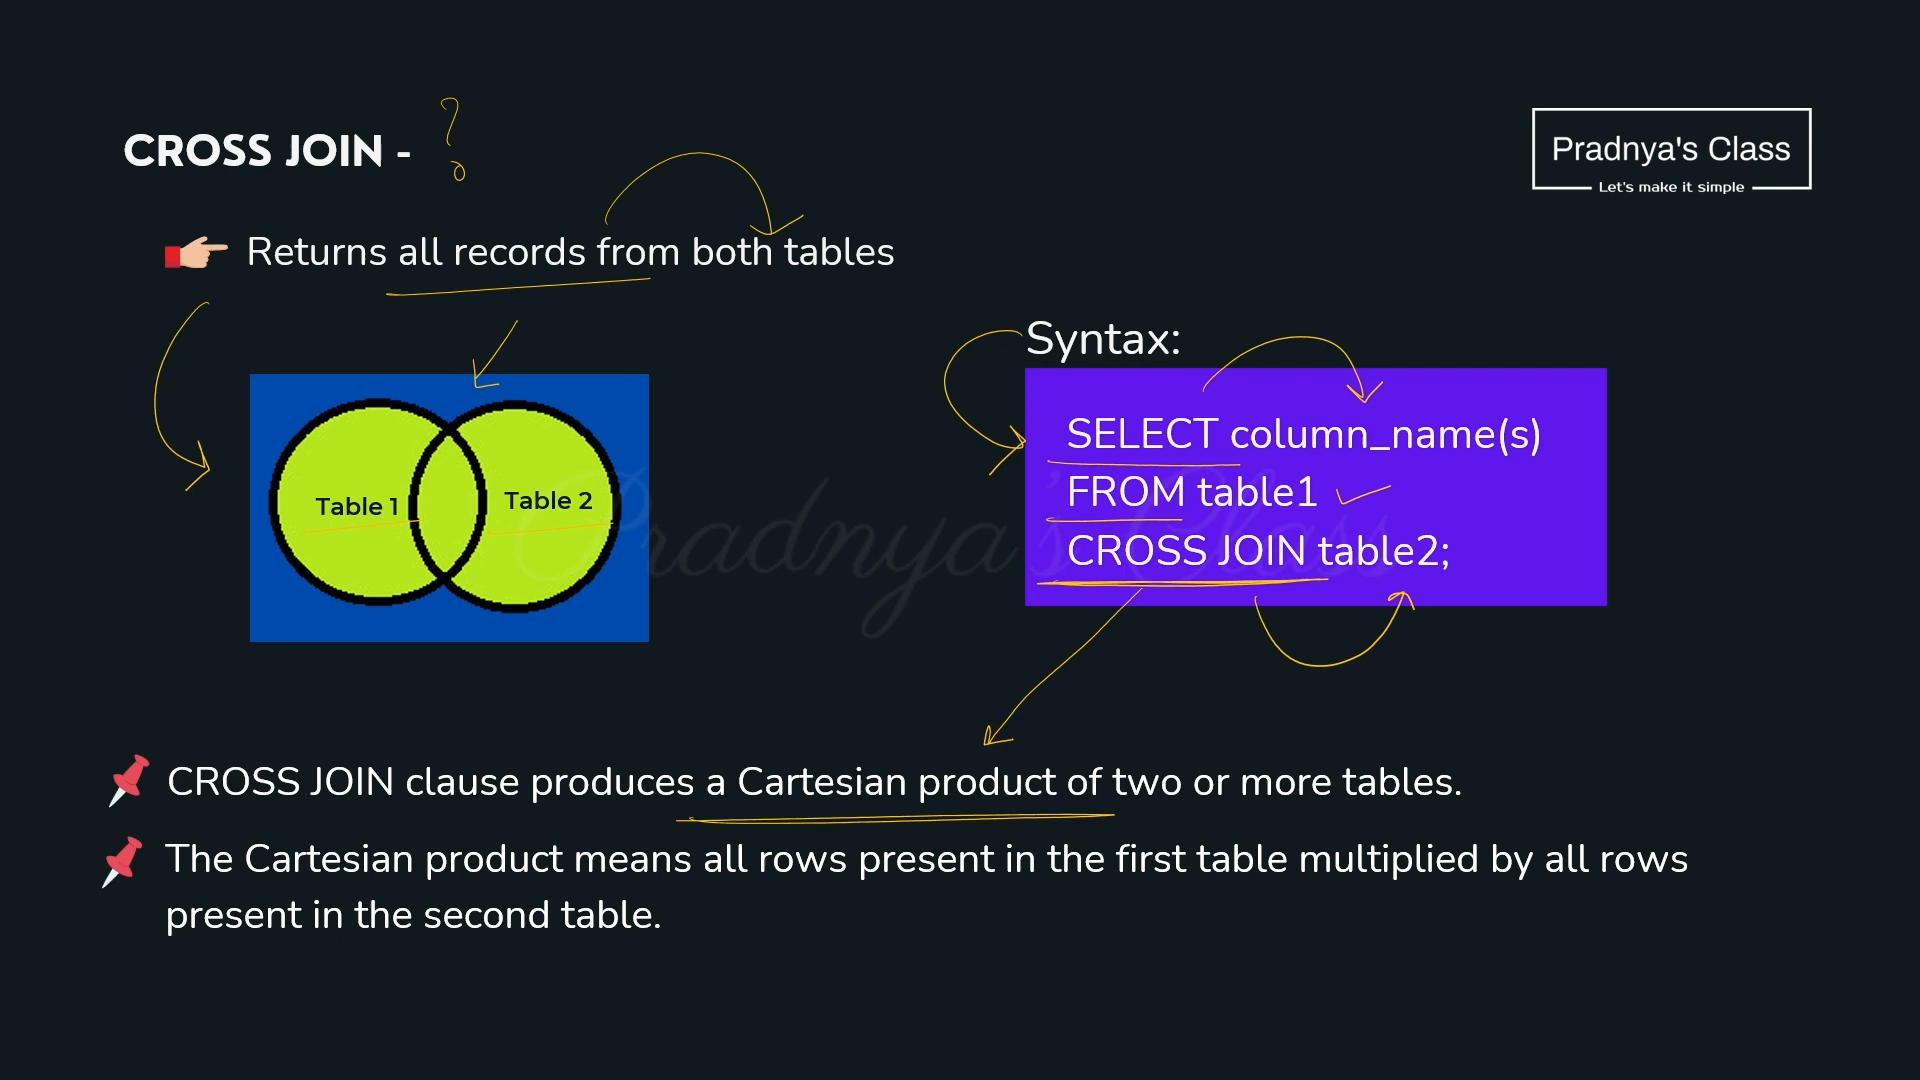 CROSS JOIN - ?
Pradnya's Class
Let's make it simple
Returns all records from both tables
Table 1
Table 2
Syntax:
SELECT column_name(s)
FROM table1
CROSS JOIN table2;
Pradnya's Class
CROSS JOIN clause produces a Cartesian product of two or more tables.
The Cartesian product means all rows present in the first table multiplied by all rows
present in the second table.